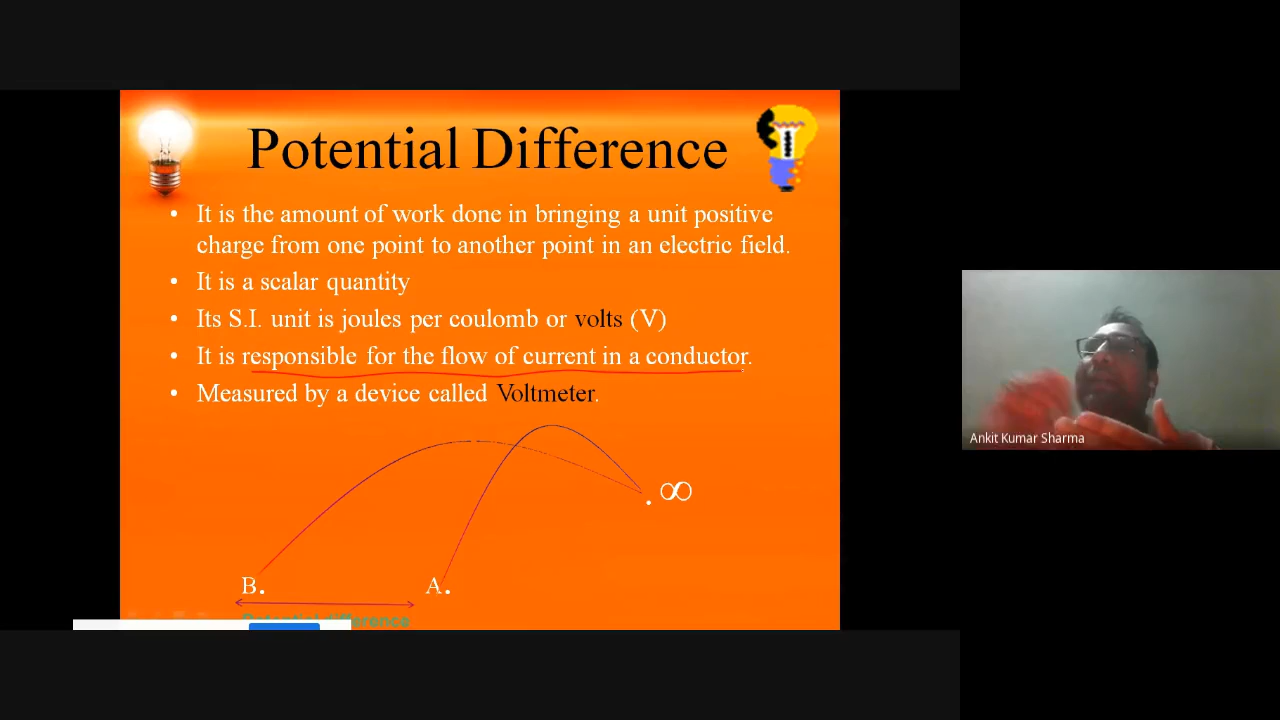 Potential Difference
• It is the amount of work done in bringing a unit positive
charge from one point to another point in an electric field.
• It is a scalar quantity
• Its S.I. unit is joules per coulomb or volts (V)
• It is responsible for the flow of current in a conductor.
• Measured by a device called Voltmeter.
. ∞
B. A.
Potential difference
Ankit Kumar Sharma